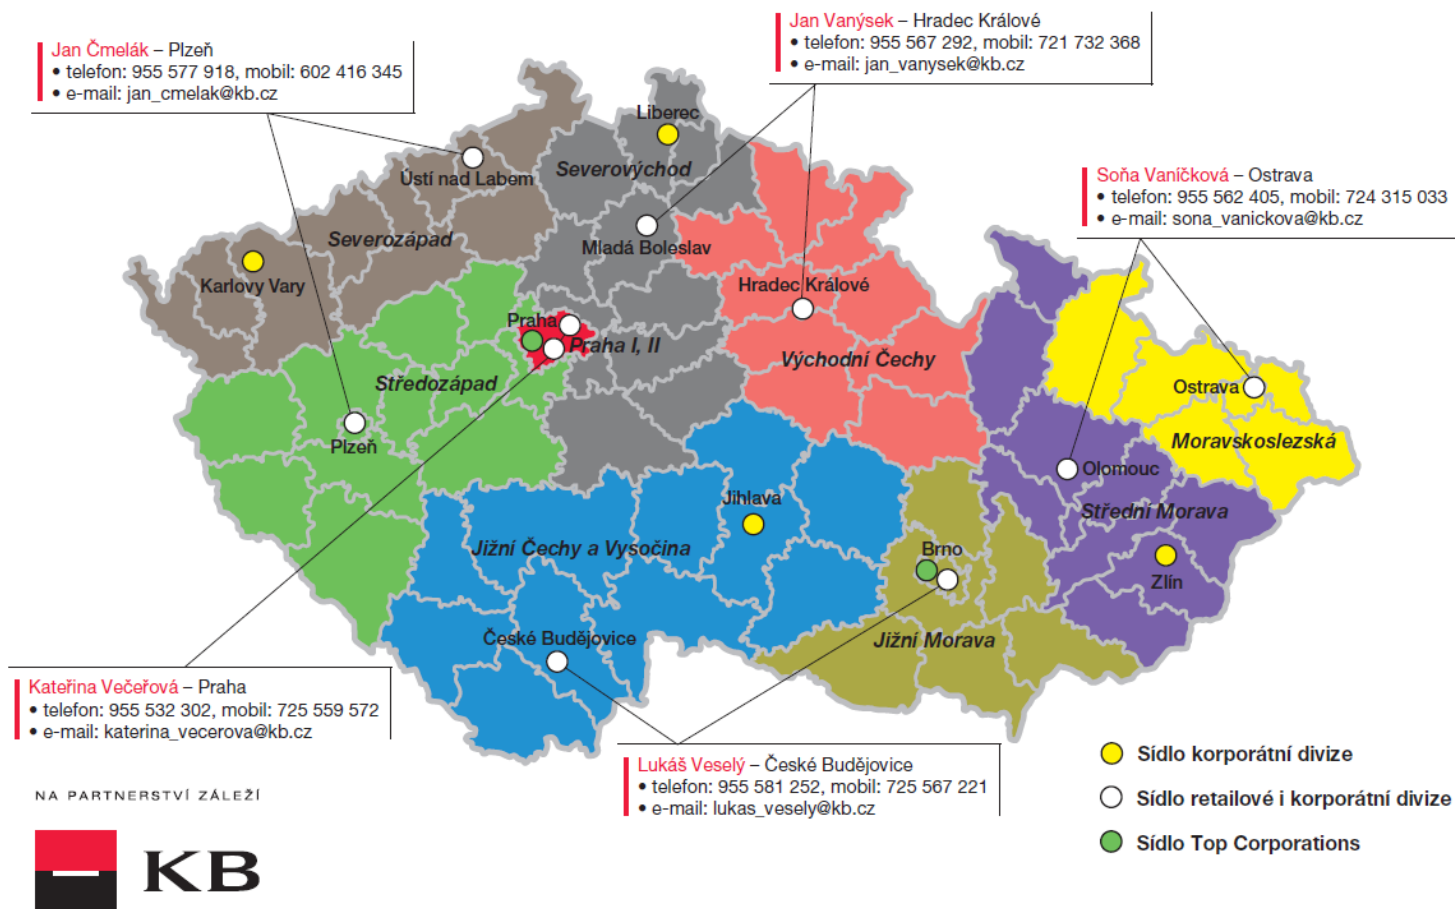 Jan Čmelák – Plzeň
• telefon: 955 577 918, mobil: 602 416 345
• e-mail: jan_cmelak@kb.cz
Jan Vanýsek – Hradec Králové
• telefon: 955 567 292, mobil: 721 732 368
• e-mail: jan_vanysek@kb.cz
Soňa Vaníčková – Ostrava
• telefon: 955 562 405, mobil: 724 315 033
• e-mail: sona_vanickova@kb.cz
Liberec
Severovýchod
Ústí nad Labem
Severozápad
Mladá Boleslav
Karlovy Vary
Hradec Králové
Praha
Praha I, II
Východní Čechy
Středozápad
Ostrava
Plzeň
Moravskoslezská
Olomouc
Jihlava
Střední Morava
Jižní Čechy a Vysočina
Brno
Zlín
České Budějovice
Jižní Morava
Kateřina Večeřová – Praha
• telefon: 955 532 302, mobil: 725 559 572
• e-mail: katerina_vecerova@kb.cz
Lukáš Veselý – České Budějovice
• telefon: 955 581 252, mobil: 725 567 221
• e-mail: lukas_vesely@kb.cz
Sídlo korporátní divize
Sídlo retailové i korporátní divize
Sídlo Top Corporations
NA PARTNERSTVÍ ZÁLEŽÍ
KB